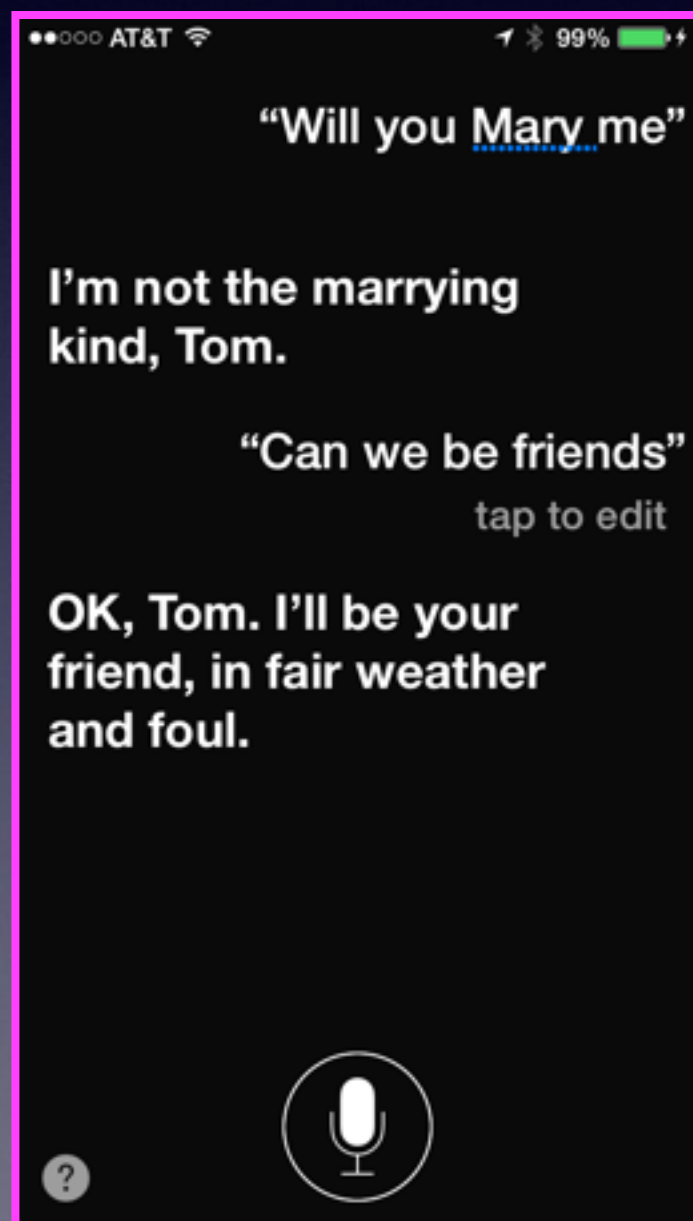 AT&T 99%
“Will you Mary me”
I’m not the marrying
kind, Tom.
“Can we be friends”
tap to edit
OK, Tom. I’ll be your
friend, in fair weather
and foul.
?